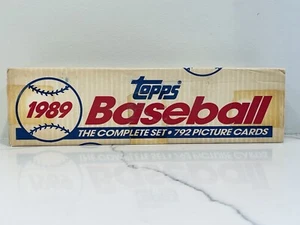 1989
Topps
Baseball
THE COMPLETE SET • 792 PICTURE CARDS